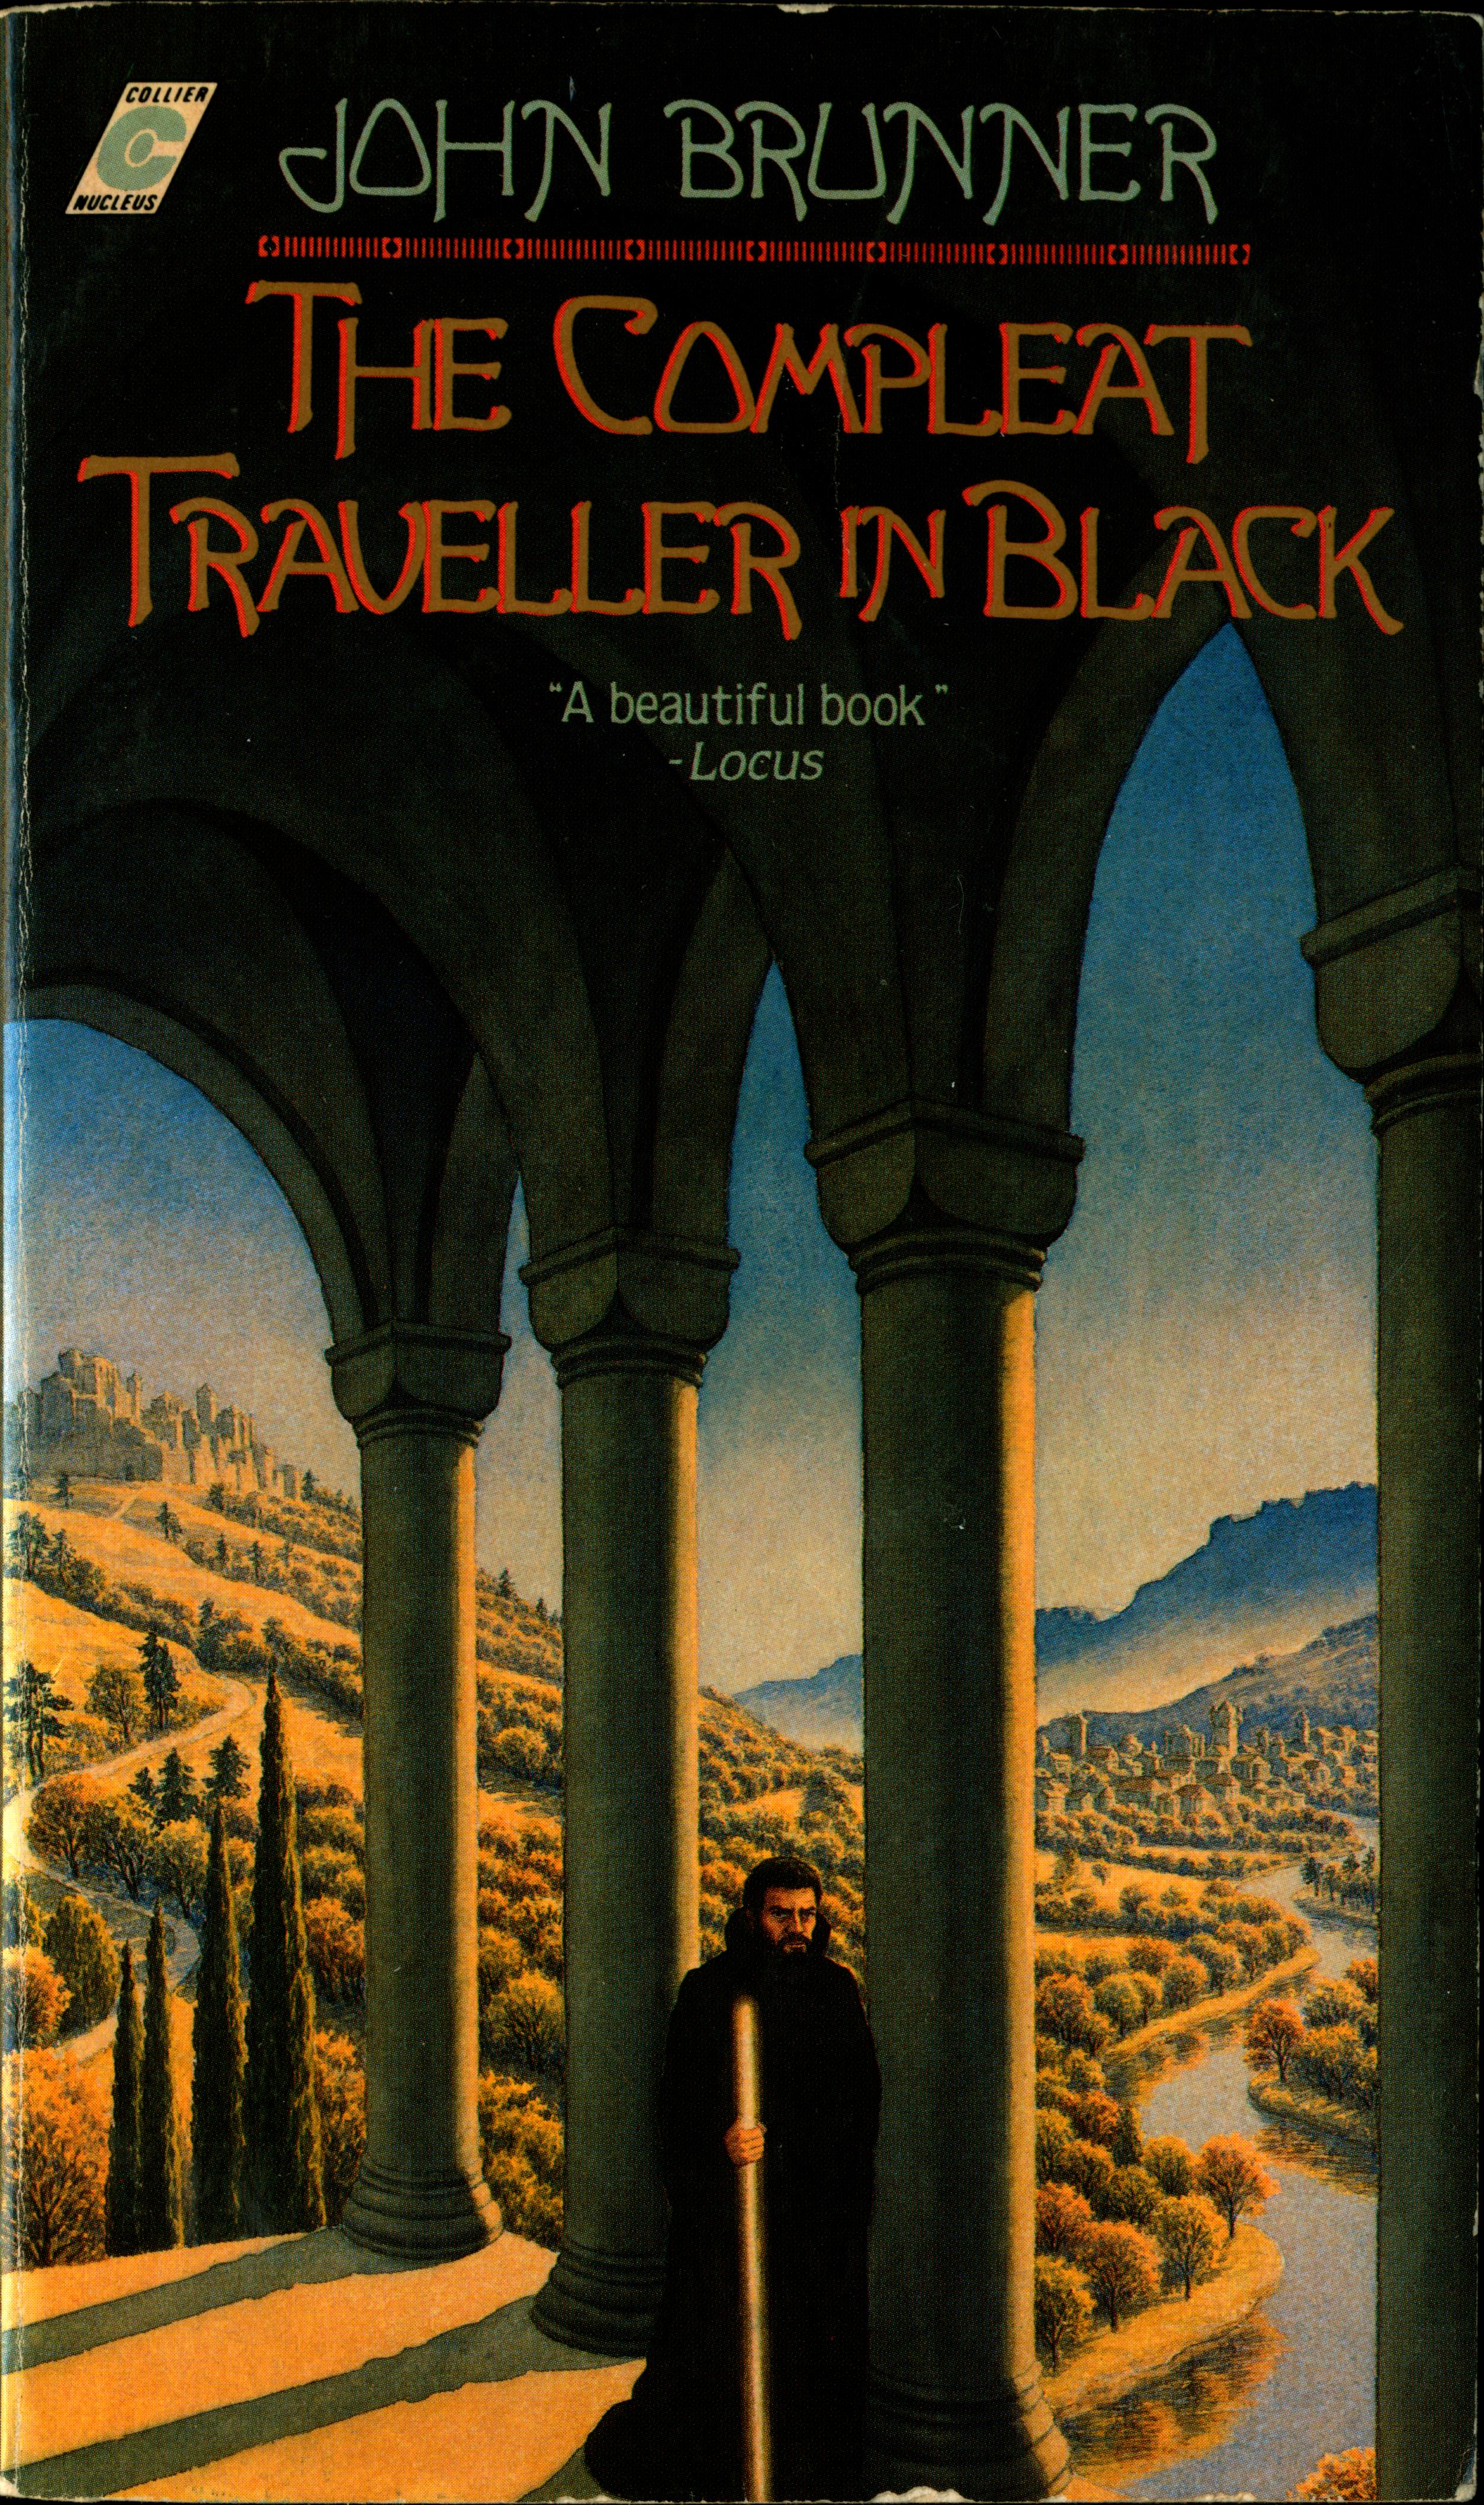 COLLIER
NUCLEUS
JOHN BRUNNER
THE COMPLEAT
TRAVELLER IN BLACK
"A beautiful book"
-Locus